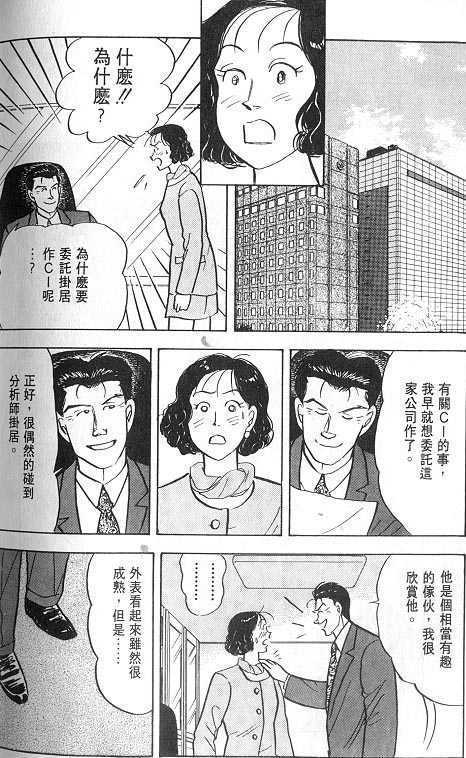 什麼!!
為什麼?
為什麼要
委託掛居
作CI呢
…?
有關CI的事,
我早就想委託這
家公司作了。
正好,很偶然的碰到
分析師掛居。
他是個相當有趣
的傢伙,我很
欣賞他。
………
………
外表看起來雖然很
成熟,但是……